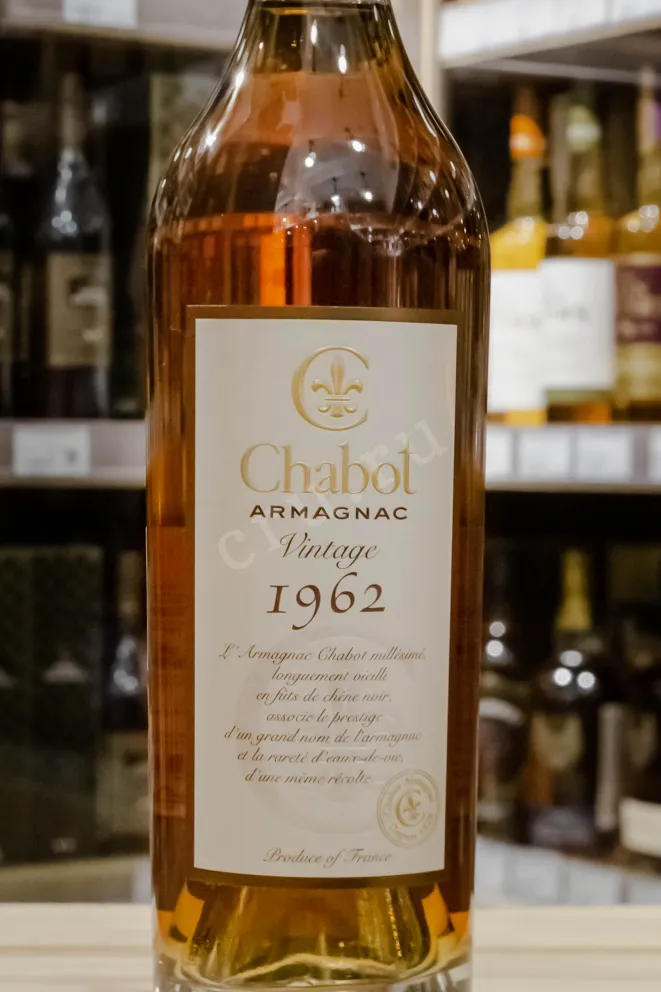 Chabot
ARMAGNAC
Vintage
1962
L'Armagnac Chabot millésimé,
longuement vieilli
en fûts de chêne noir,
associe le prestige
d'un grand nom de l'armagnac
et la rareté d'eaux-de-vie,
d'une même récolte.
Produce of France